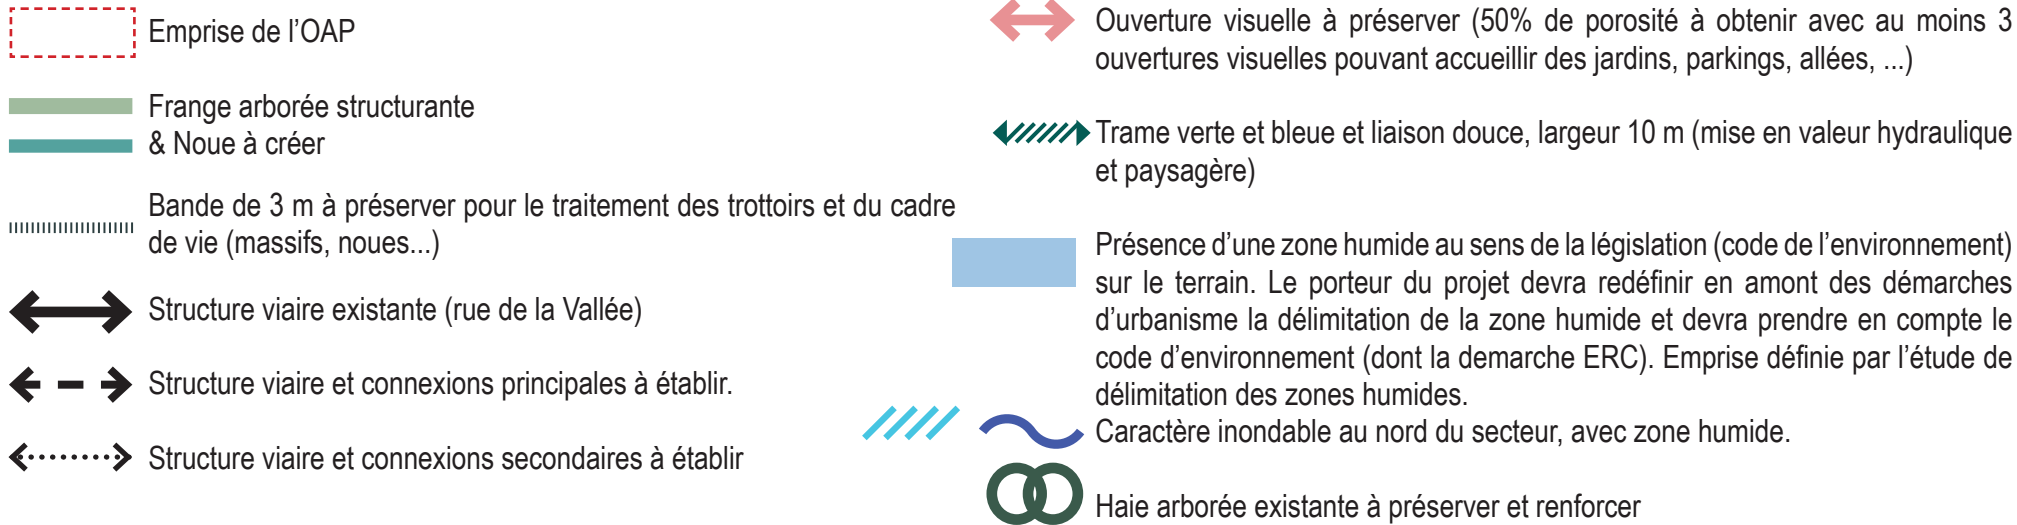 Emprise de l’OAP
Frange arborée structurante
& Noue à créer
Bande de 3 m à préserver pour le traitement des trottoirs et du cadre
de vie (massifs, noues...)
Structure viaire existante (rue de la Vallée)
Structure viaire et connexions principales à établir.
Structure viaire et connexions secondaires à établir
Ouverture visuelle à préserver (50% de porosité à obtenir avec au moins 3
ouvertures visuelles pouvant accueillir des jardins, parkings, allées, ...)
Trame verte et bleue et liaison douce, largeur 10 m (mise en valeur hydraulique
et paysagère)
Présence d’une zone humide au sens de la législation (code de l’environnement)
sur le terrain. Le porteur du projet devra redéfinir en amont des démarches
d’urbanisme la délimitation de la zone humide et devra prendre en compte le
code d’environnement (dont la demarche ERC). Emprise définie par l’étude de
délimitation des zones humides.
Caractère inondable au nord du secteur, avec zone humide.
Haie arborée existante à préserver et renforcer